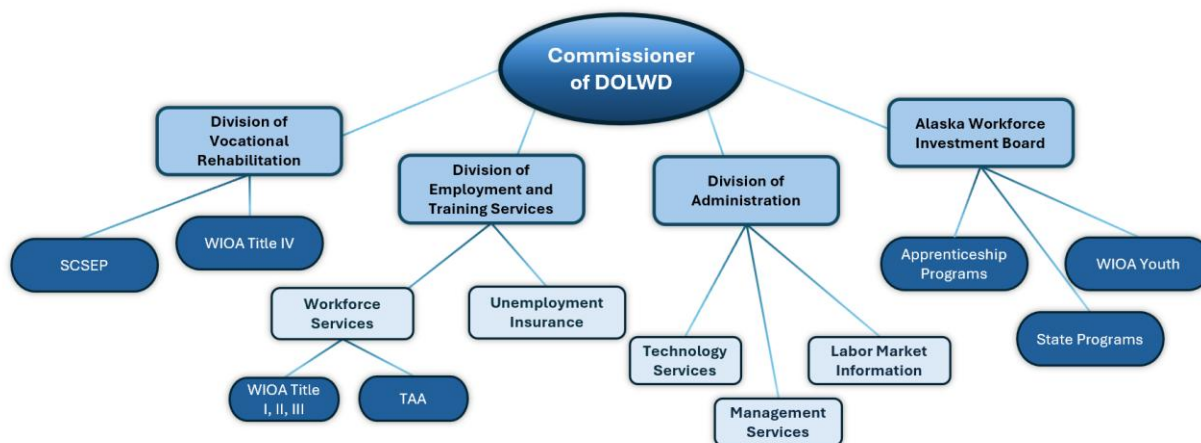 Commissioner
of DOLWD
Division of
Vocational
Rehabilitation
Alaska Workforce
Investment Board
Division of
Employment and
Training Services
Division of
Administration
SCSEP
WIOA Title IV
Apprenticeship
Programs
WIOA Youth
Workforce
Services
Unemployment
Insurance
State Programs
Technology
Services
Labor Market
Information
WIOA Title
I, II, III
TAA
Management
Services